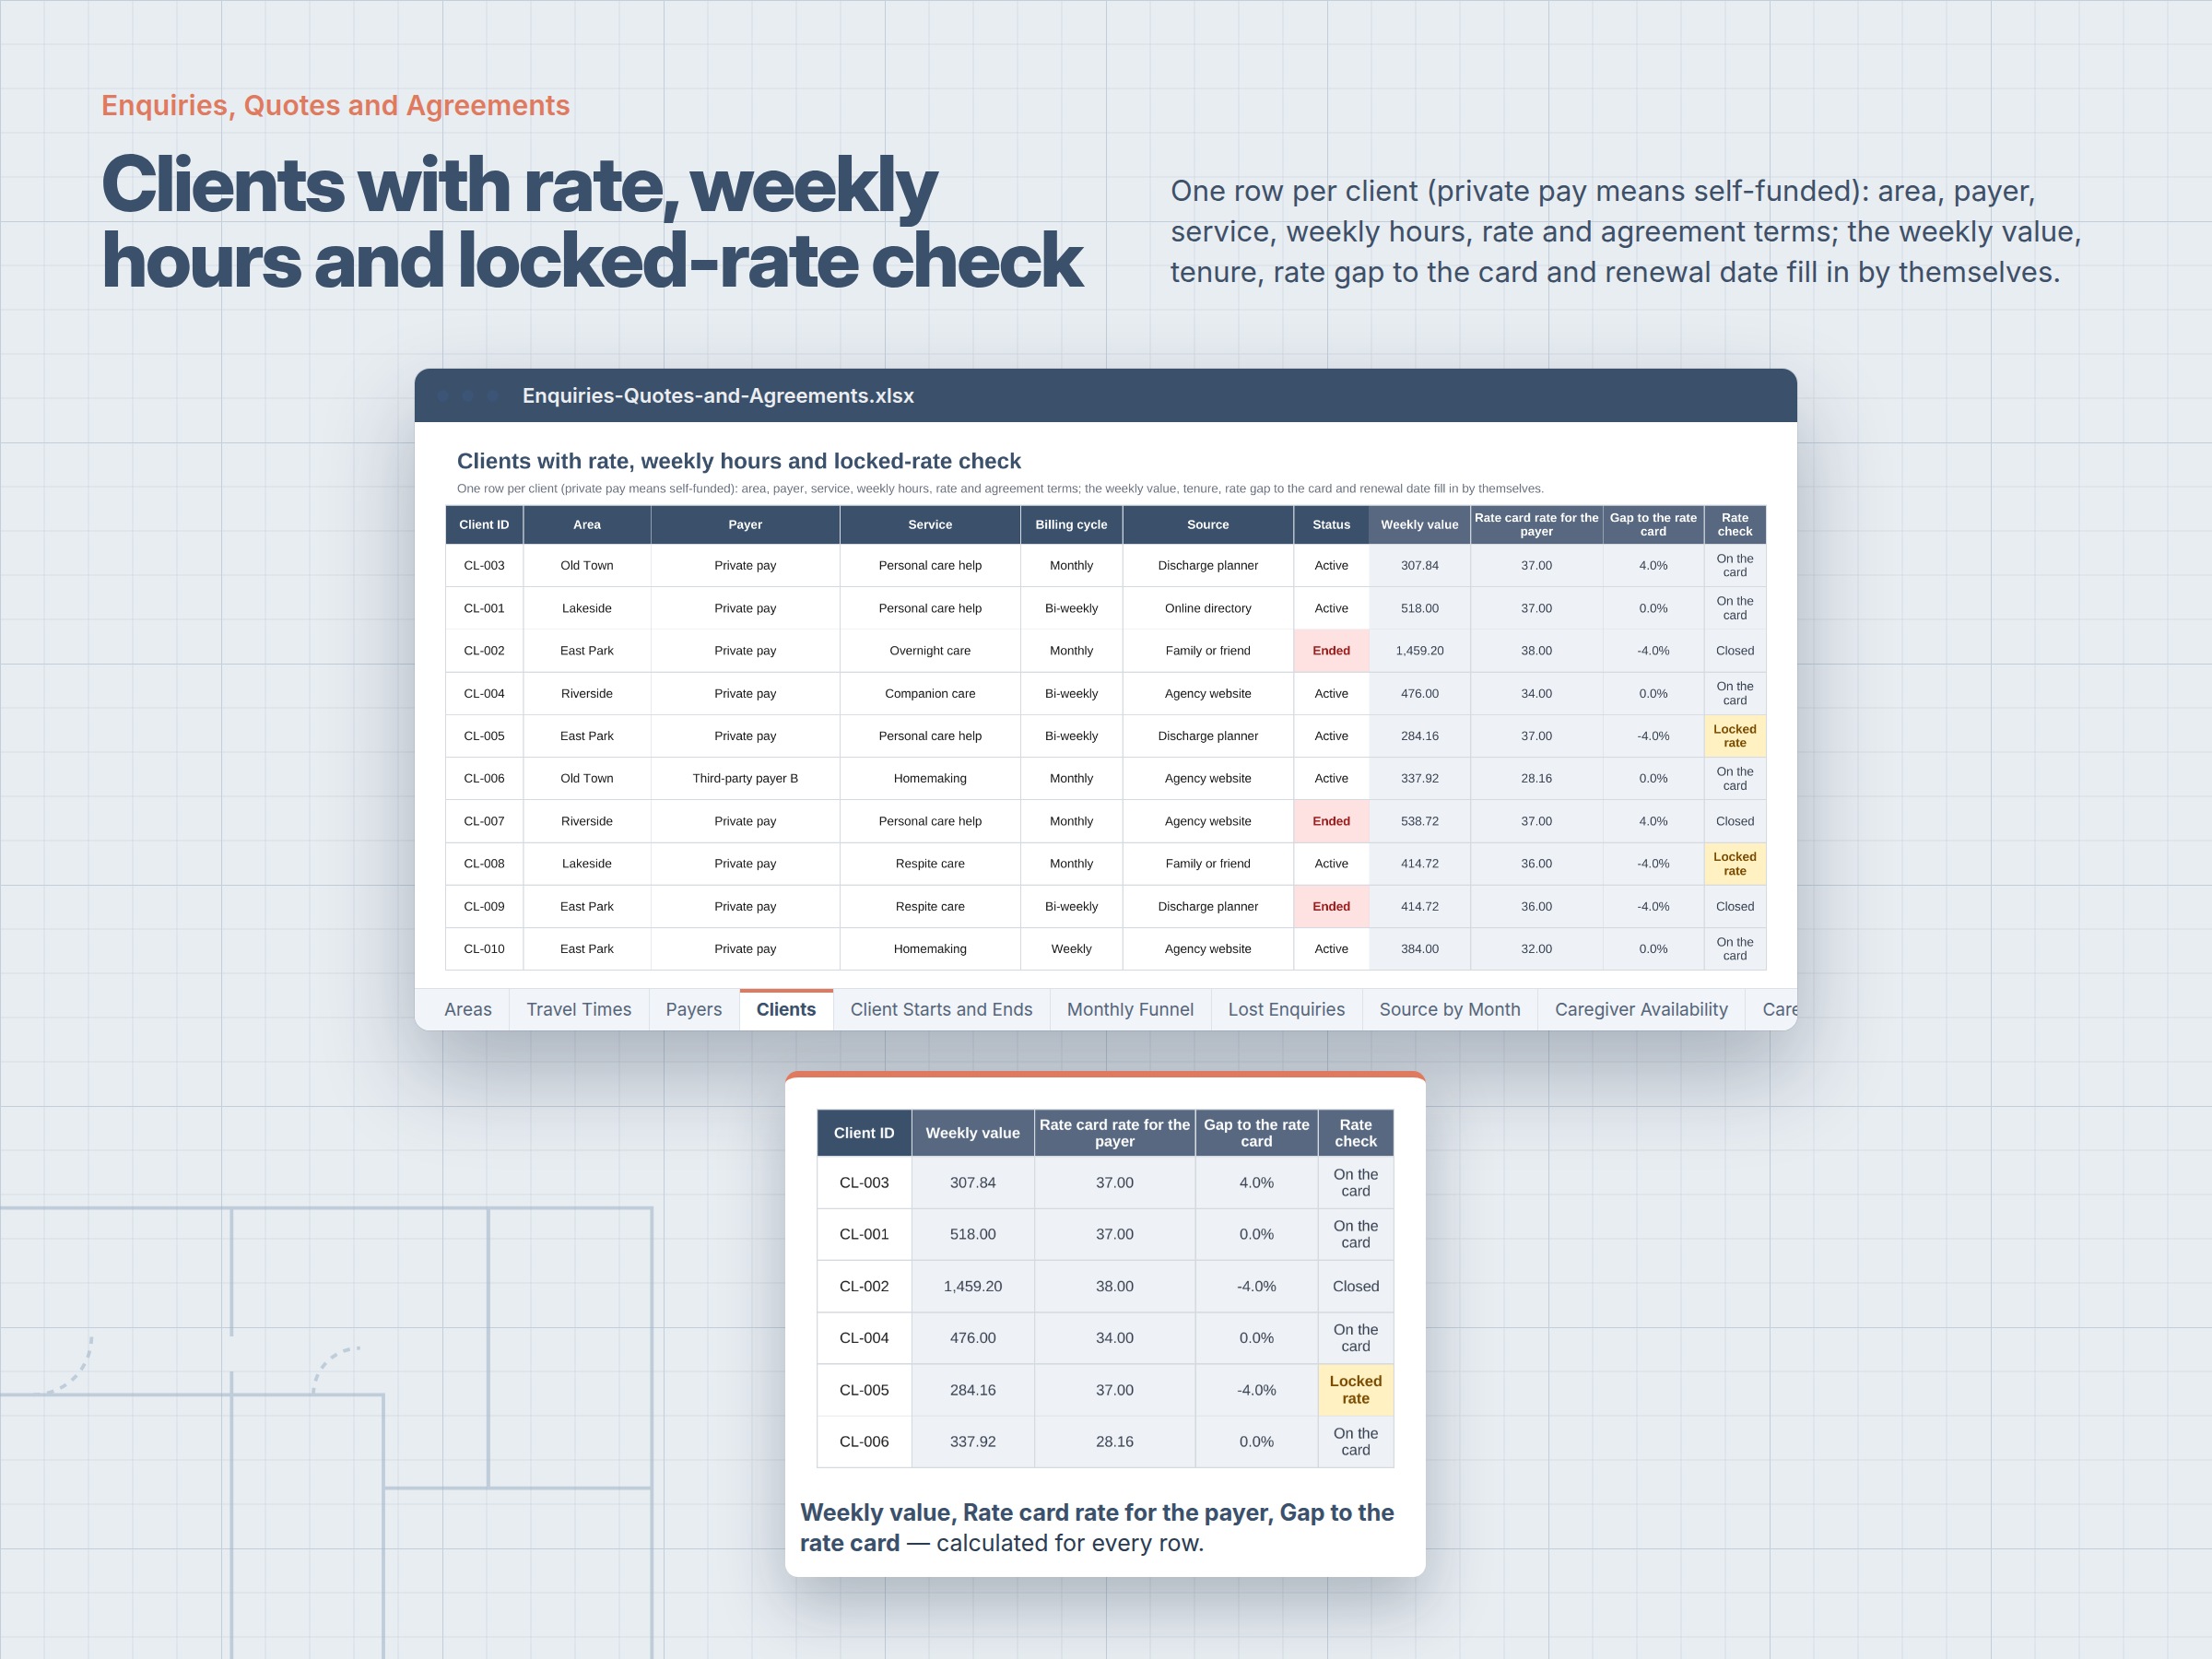 Enquiries, Quotes and Agreements
Clients with rate, weekly
hours and locked-rate check
One row per client (private pay means self-funded): area, payer,
service, weekly hours, rate and agreement terms; the weekly value,
tenure, rate gap to the card and renewal date fill in by themselves.
Enquiries-Quotes-and-Agreements.xlsx
Clients with rate, weekly hours and locked-rate check
One row per client (private pay means self-funded): area, payer, service, weekly hours, rate and agreement terms; the weekly value, tenure, rate gap to the card and renewal date fill in by themselves.
Client ID Area Payer Service Billing cycle Source Status Weekly value Rate card rate for the payer Gap to the rate card Rate check
CL-003 Old Town Private pay Personal care help Monthly Discharge planner Active 307.84 37.00 4.0% On the card
CL-001 Lakeside Private pay Personal care help Bi-weekly Online directory Active 518.00 37.00 0.0% On the card
CL-002 East Park Private pay Overnight care Monthly Family or friend Ended 1,459.20 38.00 -4.0% Closed
CL-004 Riverside Private pay Companion care Bi-weekly Agency website Active 476.00 34.00 0.0% On the card
CL-005 East Park Private pay Personal care help Bi-weekly Discharge planner Active 284.16 37.00 -4.0% Locked rate
CL-006 Old Town Third-party payer B Homemaking Monthly Agency website Active 337.92 28.16 0.0% On the card
CL-007 Riverside Private pay Personal care help Monthly Agency website Ended 538.72 37.00 4.0% Closed
CL-008 Lakeside Private pay Respite care Monthly Family or friend Active 414.72 36.00 -4.0% Locked rate
CL-009 East Park Private pay Respite care Bi-weekly Discharge planner Ended 414.72 36.00 -4.0% Closed
CL-010 East Park Private pay Homemaking Weekly Agency website Active 384.00 32.00 0.0% On the card
Areas Travel Times Payers Clients Client Starts and Ends Monthly Funnel Lost Enquiries Source by Month Caregiver Availability Care
Client ID Weekly value Rate card rate for the payer Gap to the rate card Rate check
CL-003 307.84 37.00 4.0% On the card
CL-001 518.00 37.00 0.0% On the card
CL-002 1,459.20 38.00 -4.0% Closed
CL-004 476.00 34.00 0.0% On the card
CL-005 284.16 37.00 -4.0% Locked rate
CL-006 337.92 28.16 0.0% On the card
Weekly value, Rate card rate for the payer, Gap to the
rate card — calculated for every row.